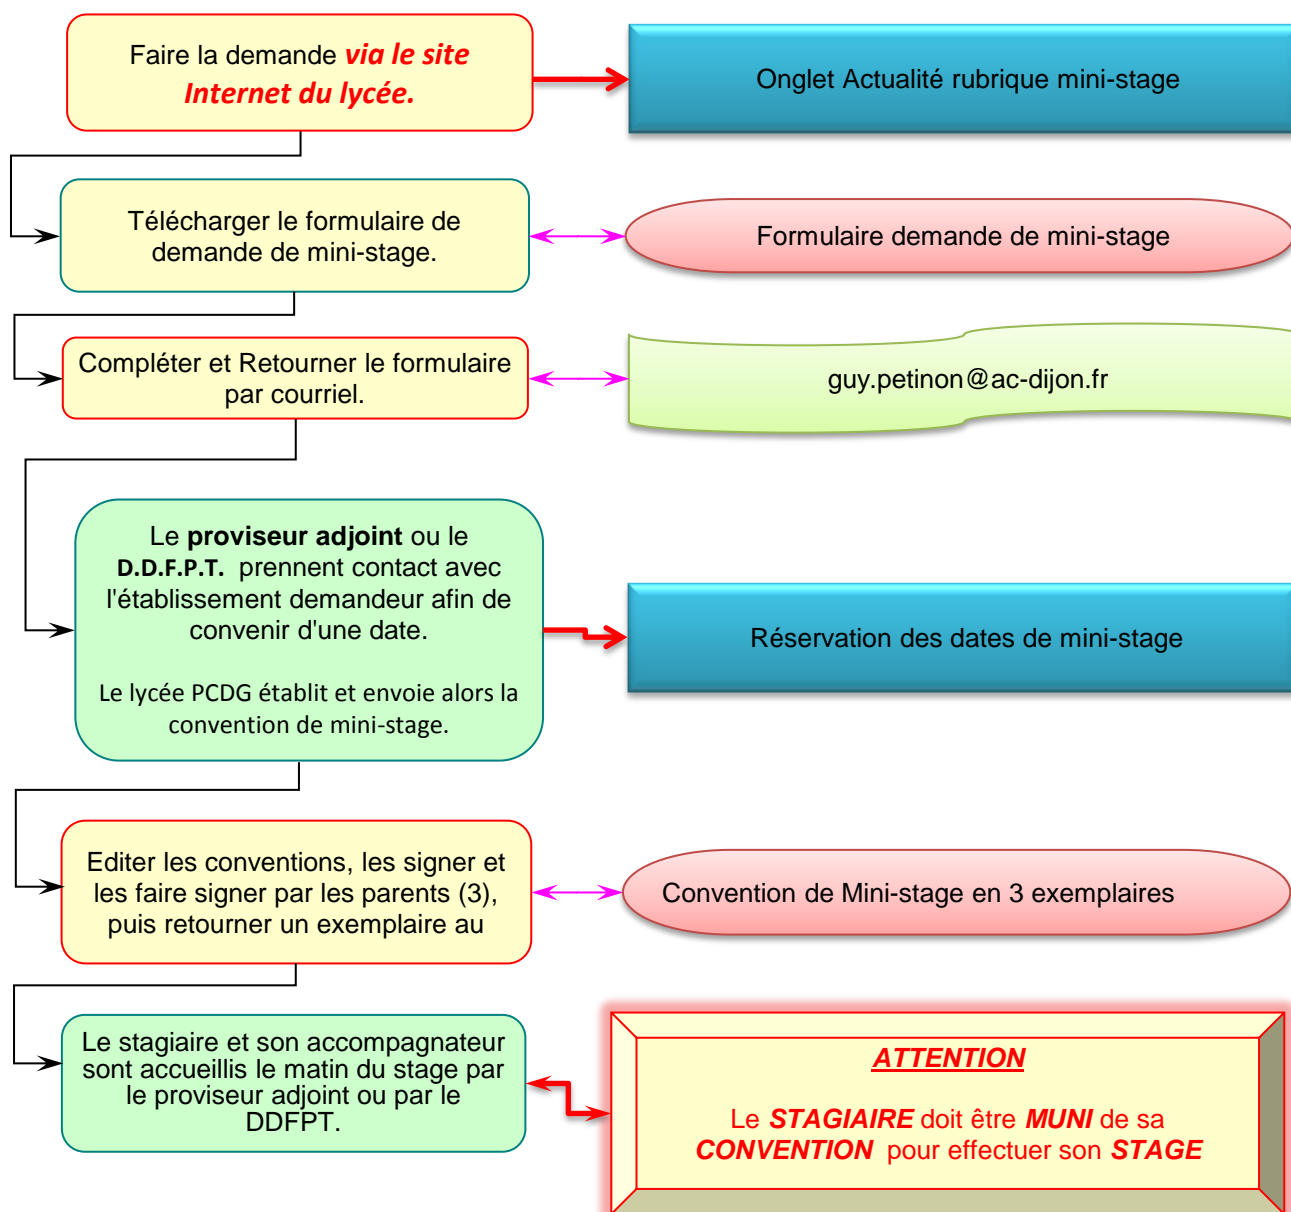 Faire la demande via le site
Internet du lycée.
Onglet Actualité rubrique mini-stage
Télécharger le formulaire de
demande de mini-stage.
Formulaire demande de mini-stage
Compléter et Retourner le formulaire
par courriel.
guy.petinon@ac-dijon.fr
Le proviseur adjoint ou le
D.D.F.P.T. prennent contact avec
l'établissement demandeur afin de
convenir d'une date.
Le lycée PCDG établit et envoie alors la
convention de mini-stage.
Réservation des dates de mini-stage
Editer les conventions, les signer et
les faire signer par les parents (3),
puis retourner un exemplaire au
Convention de Mini-stage en 3 exemplaires
Le stagiaire et son accompagnateur
sont accueillis le matin du stage par
le proviseur adjoint ou par le
DDFPT.
ATTENTION
Le STAGIAIRE doit être MUNI de sa
CONVENTION pour effectuer son STAGE